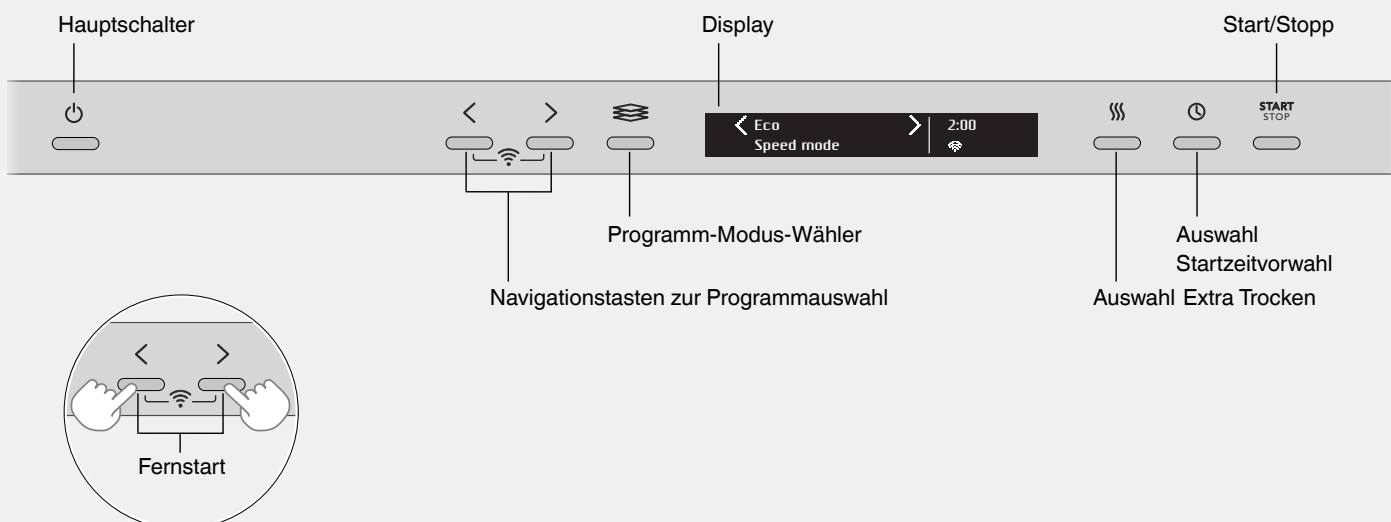 Hauptschalter
Display
Start/Stopp
START
STOP
Eco
2:00
Speed mode
Programm-Modus-Wähler
Auswahl
Startzeitvorwahl
Navigationstasten zur Programmauswahl
Auswahl Extra Trocken
Fernstart